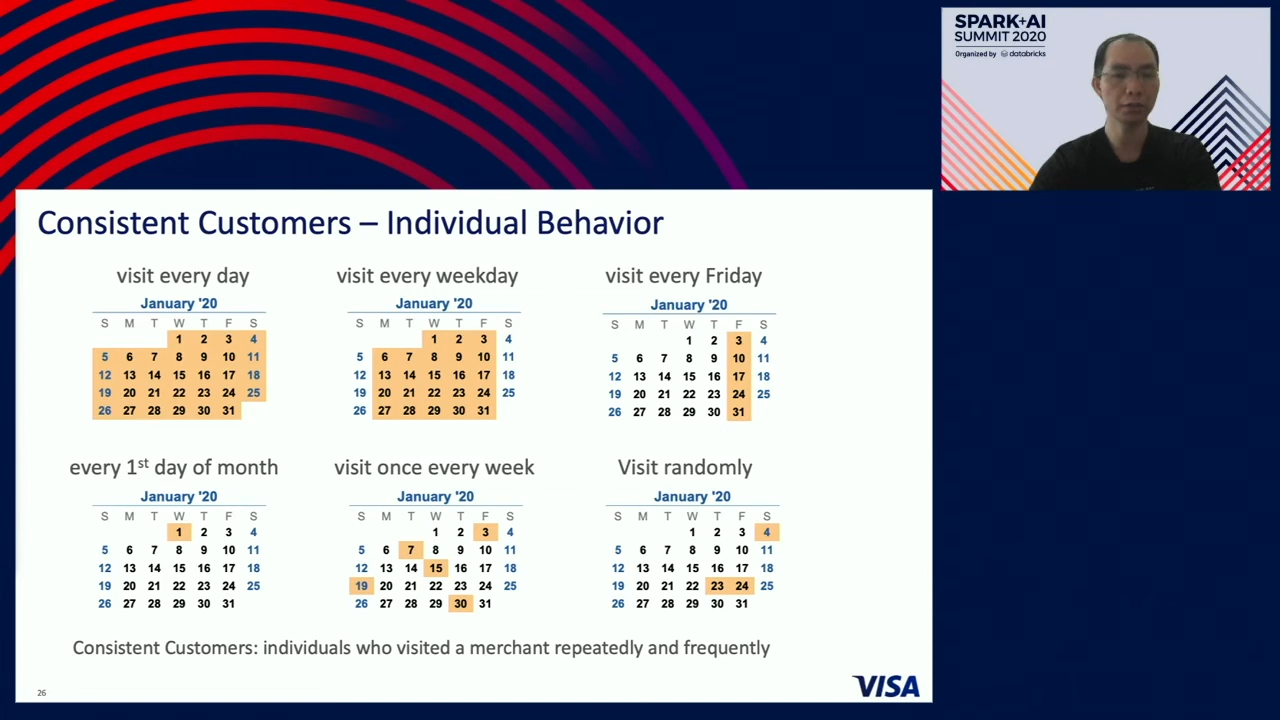 SPARK+AI
SUMMIT 2020
Organized by databricks
Consistent Customers – Individual Behavior
visit every day
January '20
S M T W T F S
1 2 3 4
5 6 7 8 9 10 11
12 13 14 15 16 17 18
19 20 21 22 23 24 25
26 27 28 29 30 31
visit every weekday
January '20
S M T W T F S
1 2 3 4
5 6 7 8 9 10 11
12 13 14 15 16 17 18
19 20 21 22 23 24 25
26 27 28 29 30 31
visit every Friday
January '20
S M T W T F S
1 2 3 4
5 6 7 8 9 10 11
12 13 14 15 16 17 18
19 20 21 22 23 24 25
26 27 28 29 30 31
every 1st day of month
January '20
S M T W T F S
1 2 3 4
5 6 7 8 9 10 11
12 13 14 15 16 17 18
19 20 21 22 23 24 25
26 27 28 29 30 31
visit once every week
January '20
S M T W T F S
1 2 3 4
5 6 7 8 9 10 11
12 13 14 15 16 17 18
19 20 21 22 23 24 25
26 27 28 29 30 31
Visit randomly
January '20
S M T W T F S
1 2 3 4
5 6 7 8 9 10 11
12 13 14 15 16 17 18
19 20 21 22 23 24 25
26 27 28 29 30 31
Consistent Customers: individuals who visited a merchant repeatedly and frequently
26
VISA